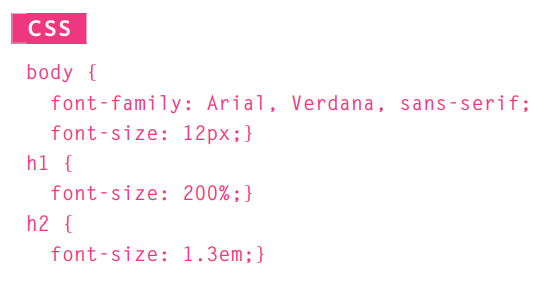 CSS
body {
font-family: Arial, Verdana, sans-serif;
font-size: 12px;}
h1 {
font-size: 200%;}
h2 {
font-size: 1.3em;}